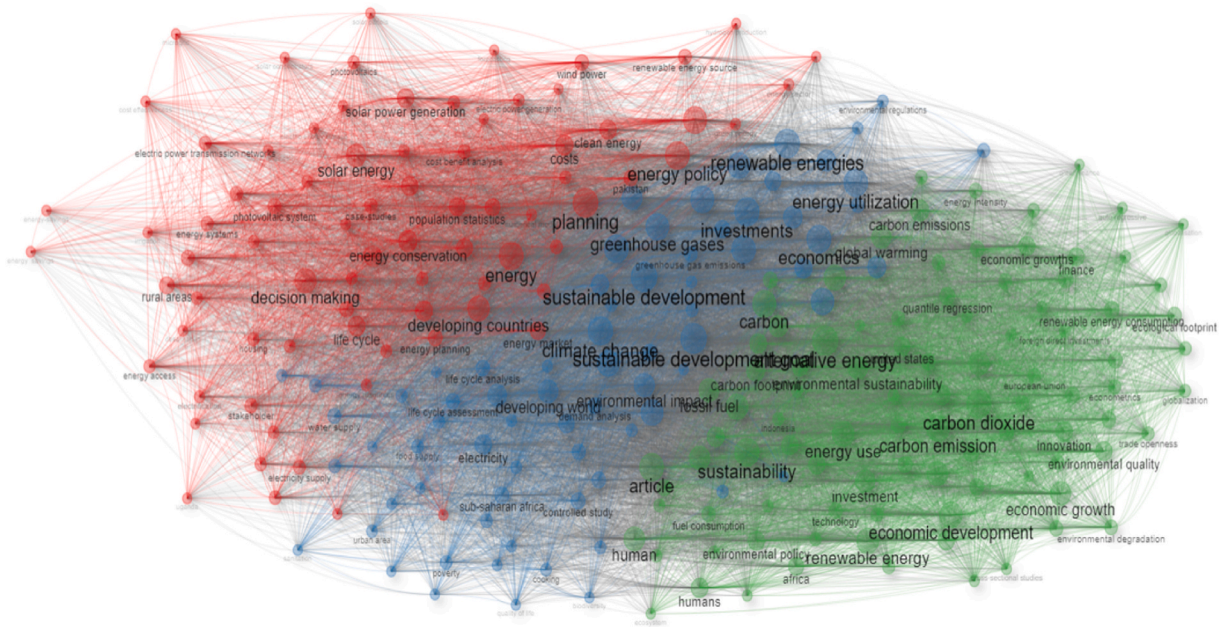 photovoltaics
wind power
renewable energy source
solar power generation
electric power generation
environmental regulations
electric power transmission networks
clean energy
cost benefit analysis
costs
renewable energies
solar energy
energy policy
pakistan
energy utilization
energy intensity
photovoltaic system
case-studies
population statistics
planning
investments
carbon emissions
energy systems
greenhouse gases
energy conservation
greenhouse gas emissions
economics
global warming
economic growths
finance
energy
rural areas
decision making
sustainable development
quantile regression
developing countries
carbon
renewable energy consumption
ecological footprint
life cycle
energy planning
energy market
foreign direct investments
housing
climate change
sustainable development goal
alternative energy
united states
energy access
life cycle analysis
carbon footprint
environmental sustainability
european union
econometrics
globalization
stakeholder
life cycle assessment
developing world
environmental impact
demand analysis
fossil fuel
water supply
indonesia
carbon dioxide
food supply
electricity
energy use
carbon emission
innovation
trade openness
environmental quality
electricity supply
sustainability
article
investment
sub-saharan africa
controlled study
economic growth
urban area
fuel consumption
technology
economic development
environmental degradation
human
environmental policy
renewable energy
poverty
cooking
africa
cross-sectional studies
quality of life
humans
ecosystem